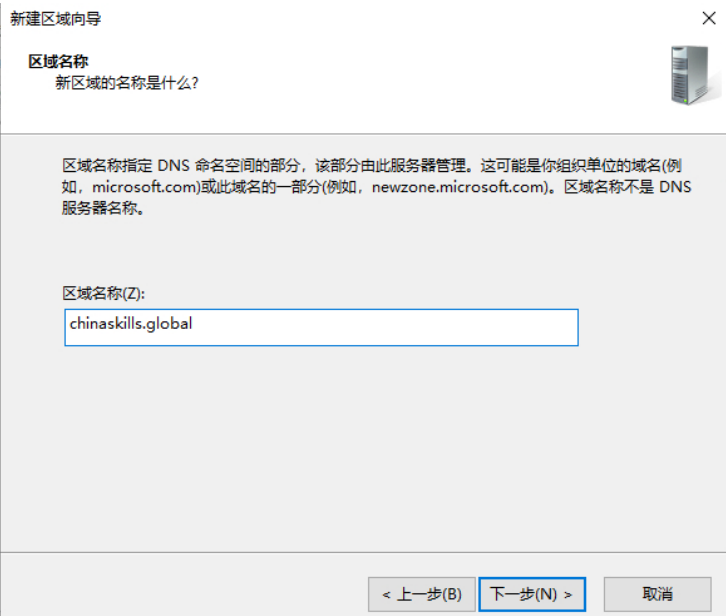 新建区域向导
区域名称
新区域的名称是什么?
区域名称指定 DNS 命名空间的部分，该部分由此服务器管理。这可能是你组织单位的域名(例
如，microsoft.com)或此域名的一部分(例如，newzone.microsoft.com)。区域名称不是 DNS
服务器名称。
区域名称(Z):
chinaskills.global
< 上一步(B)
下一步(N) >
取消